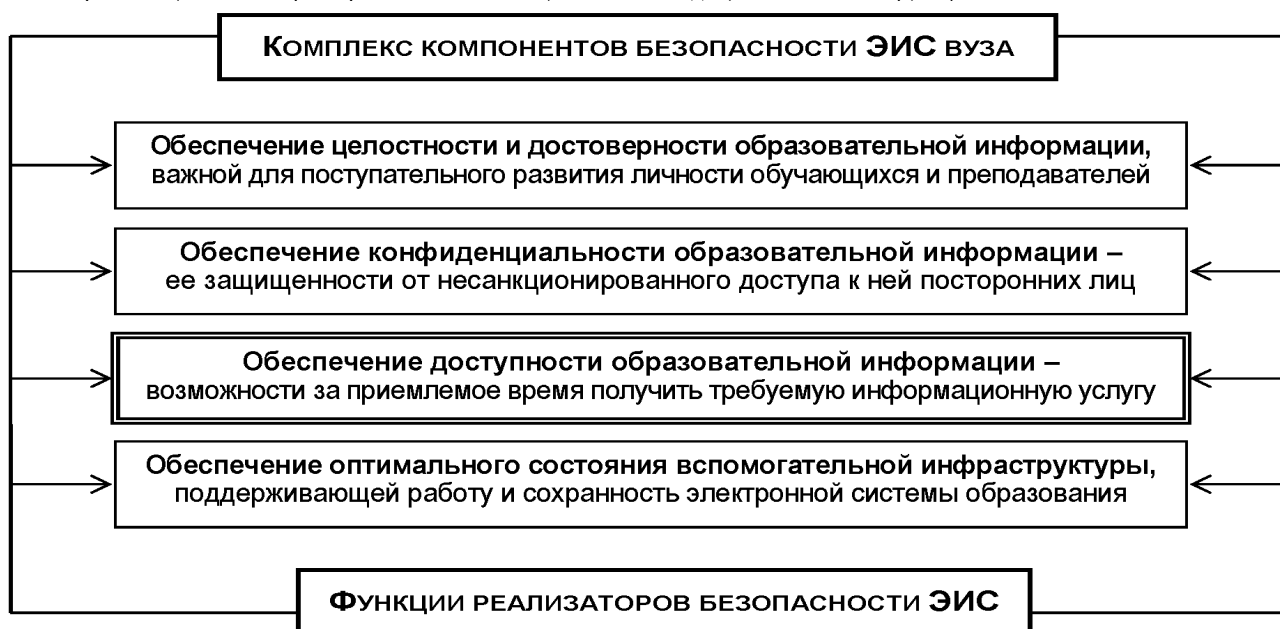 КОМПЛЕКС КОМПОНЕНТОВ БЕЗОПАСНОСТИ ЭИС ВУЗА
Обеспечение целостности и достоверности образовательной информации,
важной для поступательного развития личности обучающихся и преподавателей
Обеспечение конфиденциальности образовательной информации –
ее защищенности от несанкционированного доступа к ней посторонних лиц
Обеспечение доступности образовательной информации –
возможности за приемлемое время получить требуемую информационную услугу
Обеспечение оптимального состояния вспомогательной инфраструктуры,
поддерживающей работу и сохранность электронной системы образования
ФУНКЦИИ РЕАЛИЗАТОРОВ БЕЗОПАСНОСТИ ЭИС